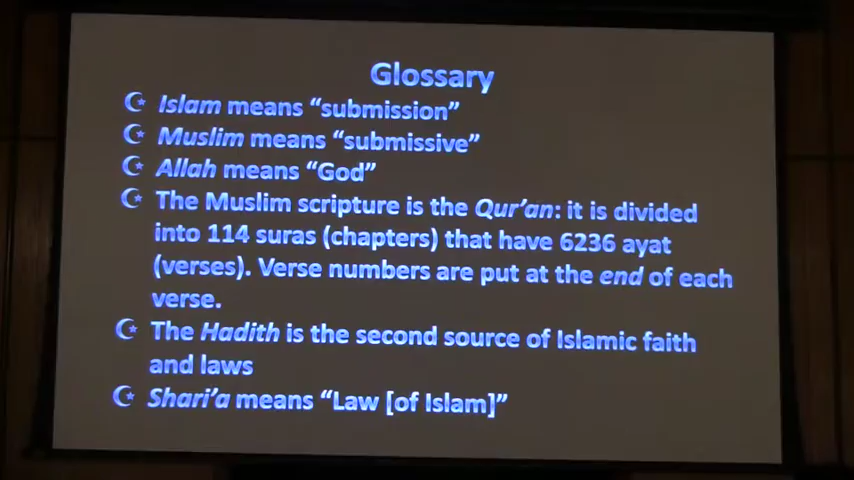 Glossary
☪ Islam means “submission”
☪ Muslim means “submissive”
☪ Allah means “God”
☪ The Muslim scripture is the Qur’an: it is divided
into 114 suras (chapters) that have 6236 ayat
(verses). Verse numbers are put at the end of each
verse.
☪ The Hadith is the second source of Islamic faith
and laws
☪ Shari’a means “Law [of Islam]”